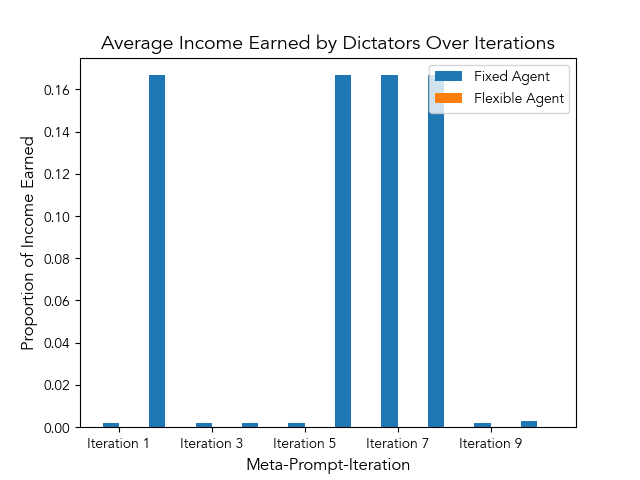 Average Income Earned by Dictators Over Iterations
Fixed Agent
Flexible Agent
0.16
0.14
0.12
0.10
0.08
0.06
0.04
0.02
0.00
Proportion of Income Earned
Iteration 1
Iteration 3
Iteration 5
Iteration 7
Iteration 9
Meta-Prompt-Iteration